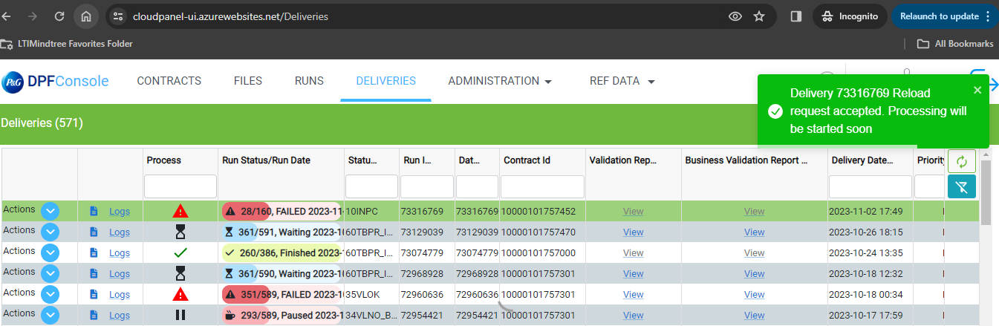 cloudpanel-ui.azurewebsites.net/Deliveries
Incognito
Relaunch to update
LTIMindtree Favorites Folder
All Bookmarks
P&G DPFConsole
CONTRACTS
FILES
RUNS
DELIVERIES
ADMINISTRATION
REF DATA
Delivery 73316769 Reload
request accepted. Processing will
be started soon
Deliveries (571)
Process Run Status/Run Date Statu... Run I... Dat... Contract Id Validation Rep... Business Validation Report ... Delivery Date... Priority
Actions Logs 28/160, FAILED 2023-11- 10INPC 73316769 73316769 10000101757452 View View 2023-11-02 17:49
Actions Logs 361/591, Waiting 2023-10 60TBPR_I... 73129039 73129039 10000101757470 View View 2023-10-26 18:15
Actions Logs 260/386, Finished 2023- 60TBPR_I... 73074779 73074779 10000101757000 View View 2023-10-24 13:35
Actions Logs 361/590, Waiting 2023-10 60TBPR_I... 72968928 72968928 10000101757301 View View 2023-10-18 12:32
Actions Logs 351/589, FAILED 2023-10 35VLOK 72960636 72960636 10000101757301 View View 2023-10-18 00:34
Actions Logs 293/589, Paused 2023-10 34VLNO_B... 72954421 72954421 10000101757301 View View 2023-10-17 17:59